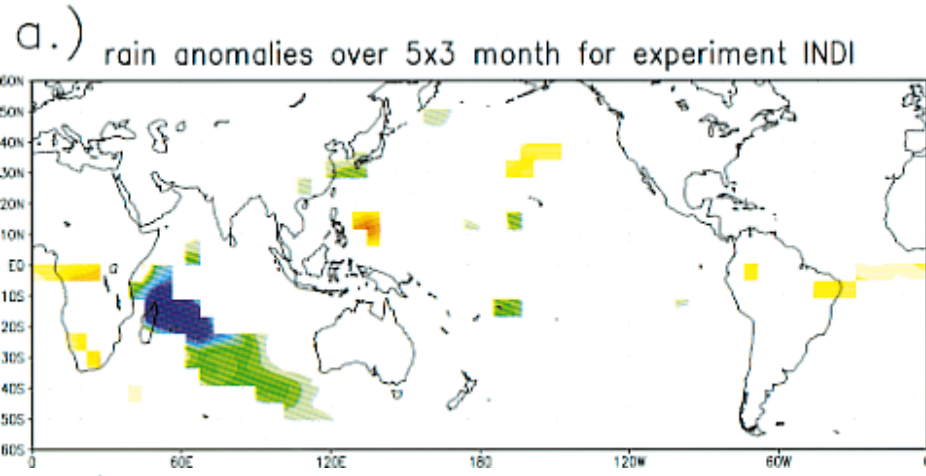 a.)
rain anomalies over 5x3 month for experiment INDI
60N
50N
40N
30N
20N
10N
EQ
10S
20S
30S
40S
50S
60S
0 60E 120E 180 120W 60W 0